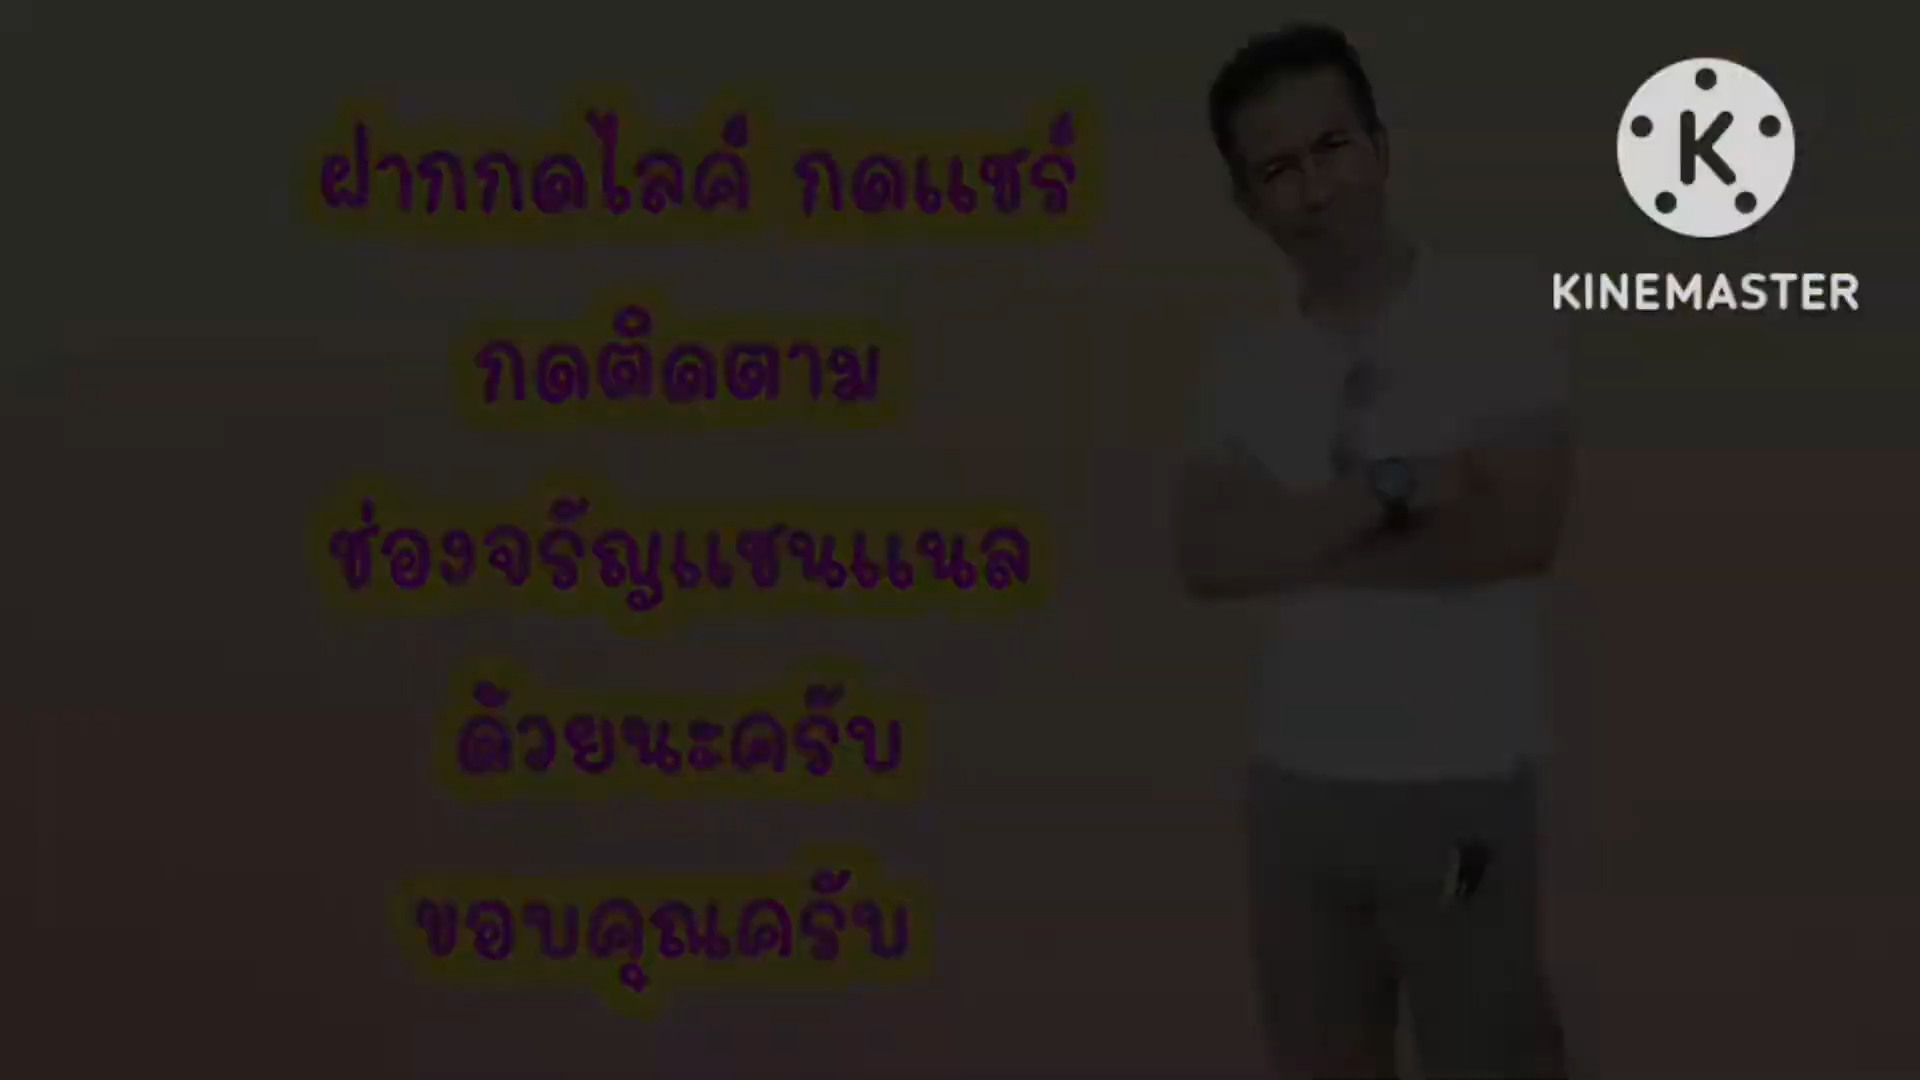 ฝากกดไลค์ กดแชร์
กดติดตาม
ช่องจรัญแชนแนล
ด้วยนะครับ
ขอบคุณครับ
K
KINEMASTER